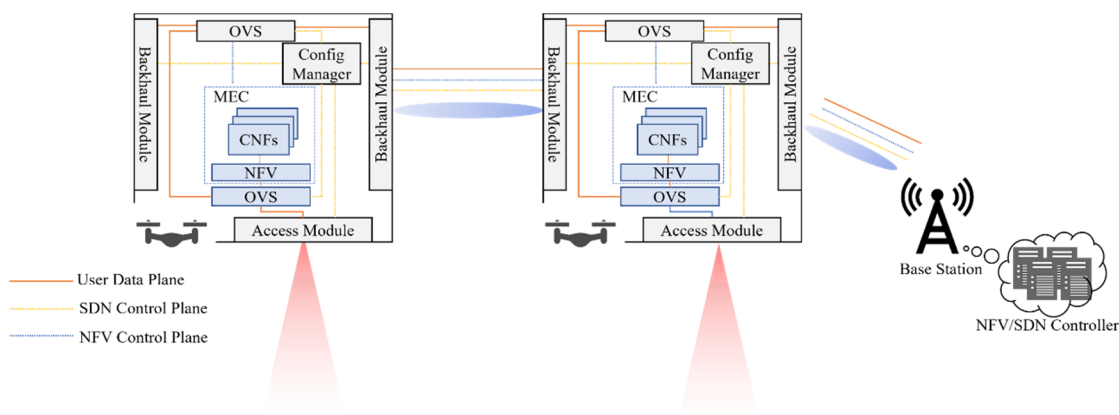 OVS
Config
Manager
Backhaul Module
Backhaul Module
MEC
CNFs
NFV
OVS
Access Module
OVS
Config
Manager
Backhaul Module
Backhaul Module
MEC
CNFs
NFV
OVS
Access Module
Base Station
NFV/SDN Controller
User Data Plane
SDN Control Plane
NFV Control Plane